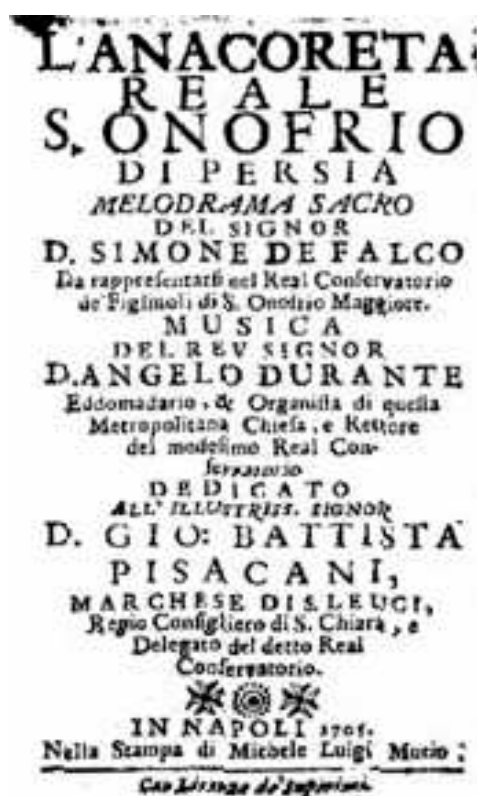 L'ANACORETA
REALE
S. ONOFRIO
DI PERSIA
MELODRAMA SACRO
DEL SIGNOR
D. SIMONE DE FALCO
Da rappresentarsi nel Real Conservatorio
de' Figlinoli di S. Onofrio Maggiore.
MUSICA
DEL REV SIGNOR
D. ANGELO DURANTE
Eddomadario, & Organista di questa
Metropolitana Chiesa, e Rettore
del medesimo Real Con-
servatorio
DEDICATO
ALL' ILLUSTRISS. SIGNOR
D. GIO: BATTISTA
PISACANI,
MARCHESE DI S. LEUCI,
Regio Consigliero di S. Chiara, e
Delegato del detto Real
Conservatorio.
IN NAPOLI 1705.
Nella Stampa di Michele Luigi Mutio:
Con Licenza de' Superiori.